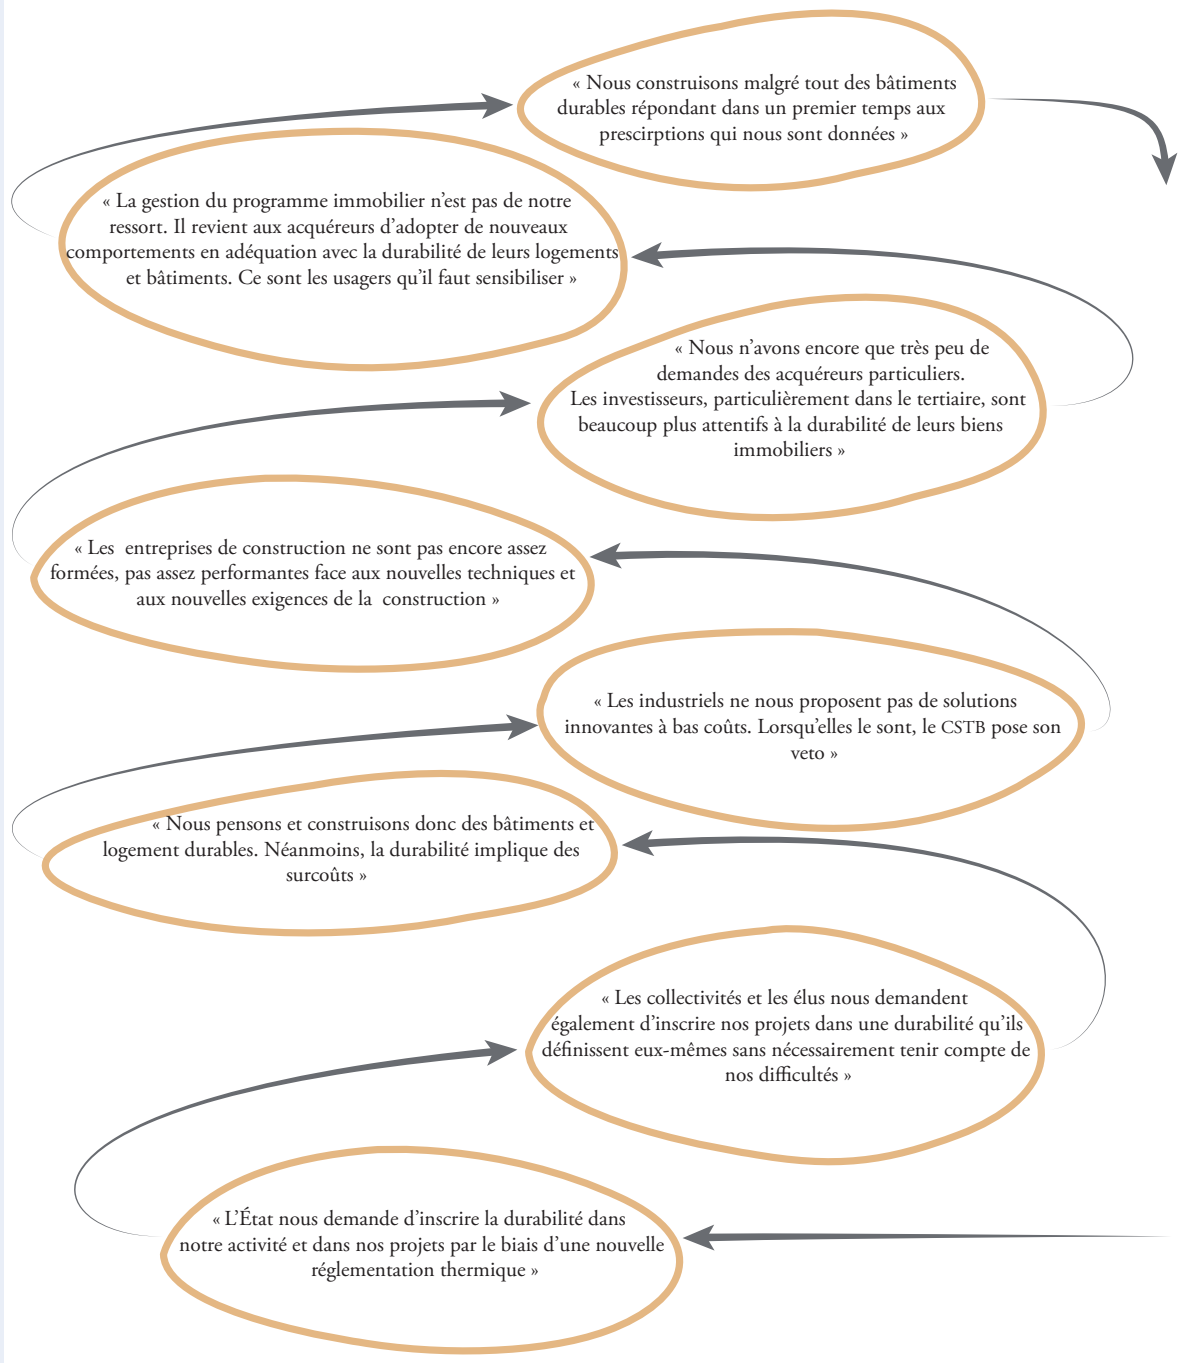 « Nous construisons malgré tout des bâtiments
durables répondant dans un premier temps aux
prescirptions qui nous sont données »
« La gestion du programme immobilier n’est pas de notre
ressort. Il revient aux acquéreurs d’adopter de nouveaux
comportements en adéquation avec la durabilité de leurs logements
et bâtiments. Ce sont les usagers qu’il faut sensibiliser »
« Nous n’avons encore que très peu de
demandes des acquéreurs particuliers.
Les investisseurs, particulièrement dans le tertiaire, sont
beaucoup plus attentifs à la durabilité de leurs biens
immobiliers »
« Les entreprises de construction ne sont pas encore assez
formées, pas assez performantes face aux nouvelles techniques et
aux nouvelles exigences de la construction »
« Les industriels ne nous proposent pas de solutions
innovantes à bas coûts. Lorsqu’elles le sont, le CSTB pose son
veto »
« Nous pensons et construisons donc des bâtiments et
logement durables. Néanmoins, la durabilité implique des
surcoûts »
« Les collectivités et les élus nous demandent
également d’inscrire nos projets dans une durabilité qu’ils
définissent eux-mêmes sans nécessairement tenir compte de
nos difficultés »
« L’État nous demande d’inscrire la durabilité dans
notre activité et dans nos projets par le biais d’une nouvelle
réglementation thermique »